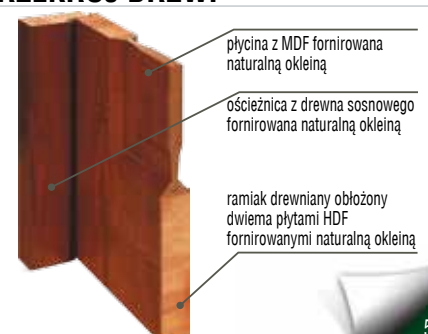 płycina z MDF fornirowana
naturalną okleiną
ościeżnica z drewna sosnowego
fornirowana naturalną okleiną
ramiak drewniany obłożony
dwiema płytami HDF
fornirowanymi naturalną okleiną